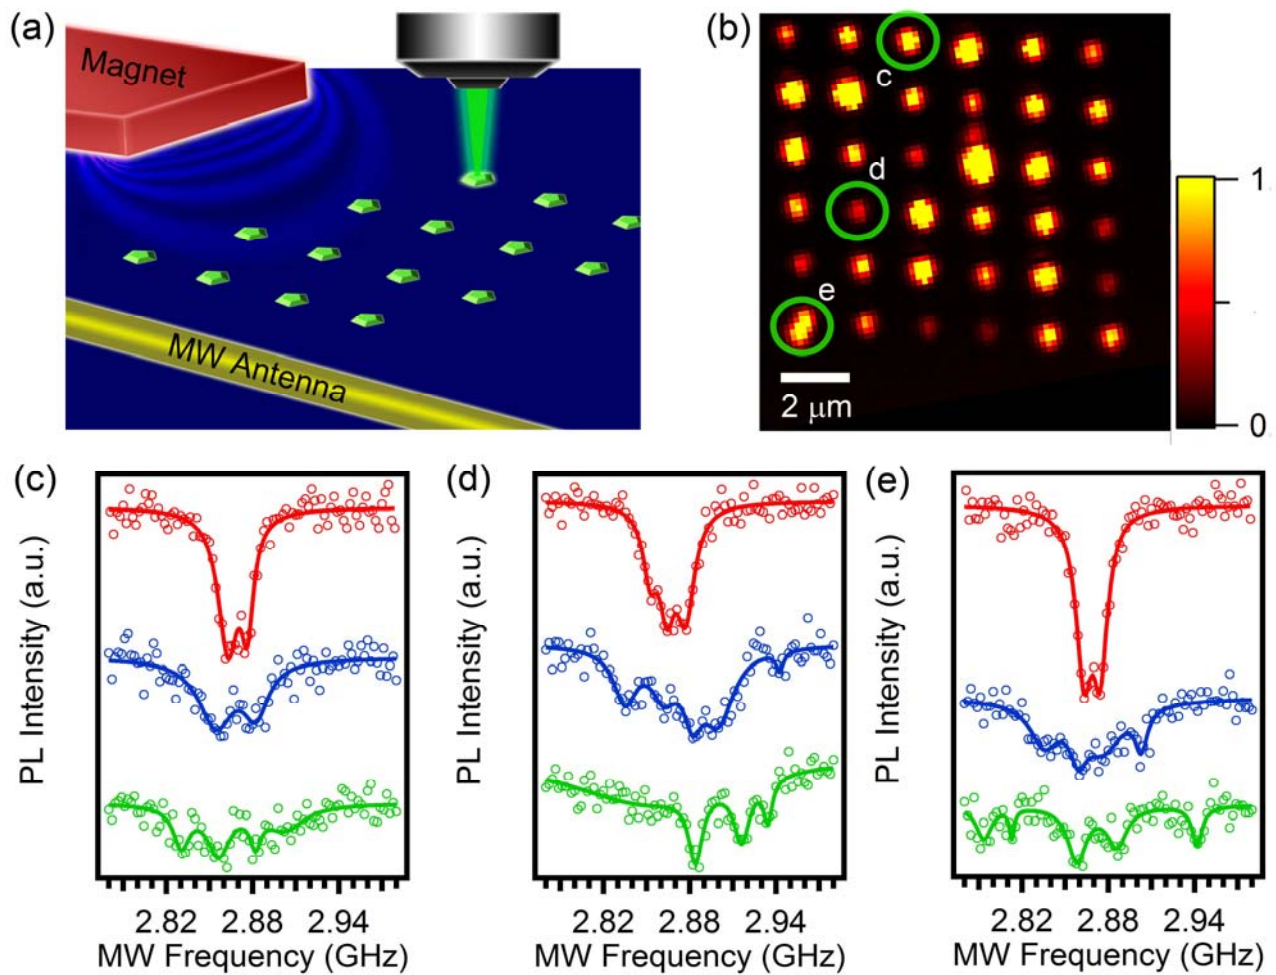 (a)
Magnet
MW Antenna
(b)
c
d
e
2 μm
1
0
(c)
PL Intensity (a.u.)
2.82 2.88 2.94
MW Frequency (GHz)
(d)
PL Intensity (a.u.)
2.82 2.88 2.94
MW Frequency (GHz)
(e)
PL Intensity (a.u.)
2.82 2.88 2.94
MW Frequency (GHz)